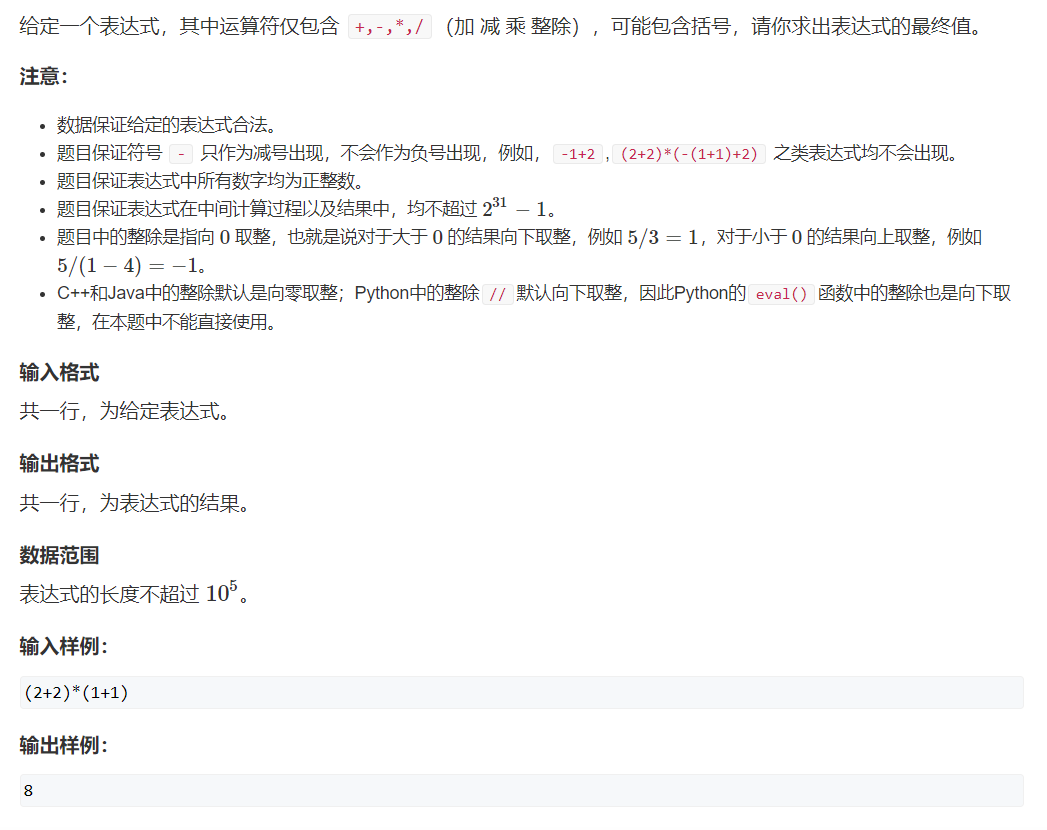 给定一个表达式，其中运算符仅包含 +,-,*,/ （加 减 乘 整除），可能包含括号，请你求出表达式的最终值。
注意：
• 数据保证给定的表达式合法。
• 题目保证符号 - 只作为减号出现，不会作为负号出现，例如， -1+2 , (2+2)*(-(1+1)+2) 之类表达式均不会出现。
• 题目保证表达式中所有数字均为正整数。
• 题目保证表达式在中间计算过程以及结果中，均不超过 2^31 − 1。
• 题目中的整除是指向 0 取整，也就是说对于大于 0 的结果向下取整，例如 5/3 = 1，对于小于 0 的结果向上取整，例如
5/(1 − 4) = −1。
• C++和Java中的整除默认是向零取整；Python中的整除 // 默认向下取整，因此Python的 eval() 函数中的整除也是向下取
整，在本题中不能直接使用。
输入格式
共一行，为给定表达式。
输出格式
共一行，为表达式的结果。
数据范围
表达式的长度不超过 10^5。
输入样例：
(2+2)*(1+1)
输出样例：
8